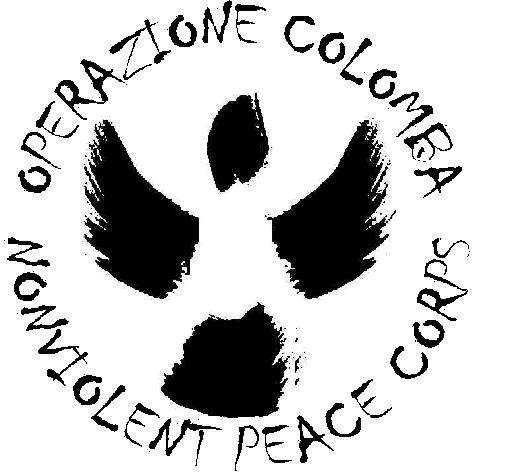 OPERAZIONE COLOMBA
NONVIOLENT PEACE CORPS